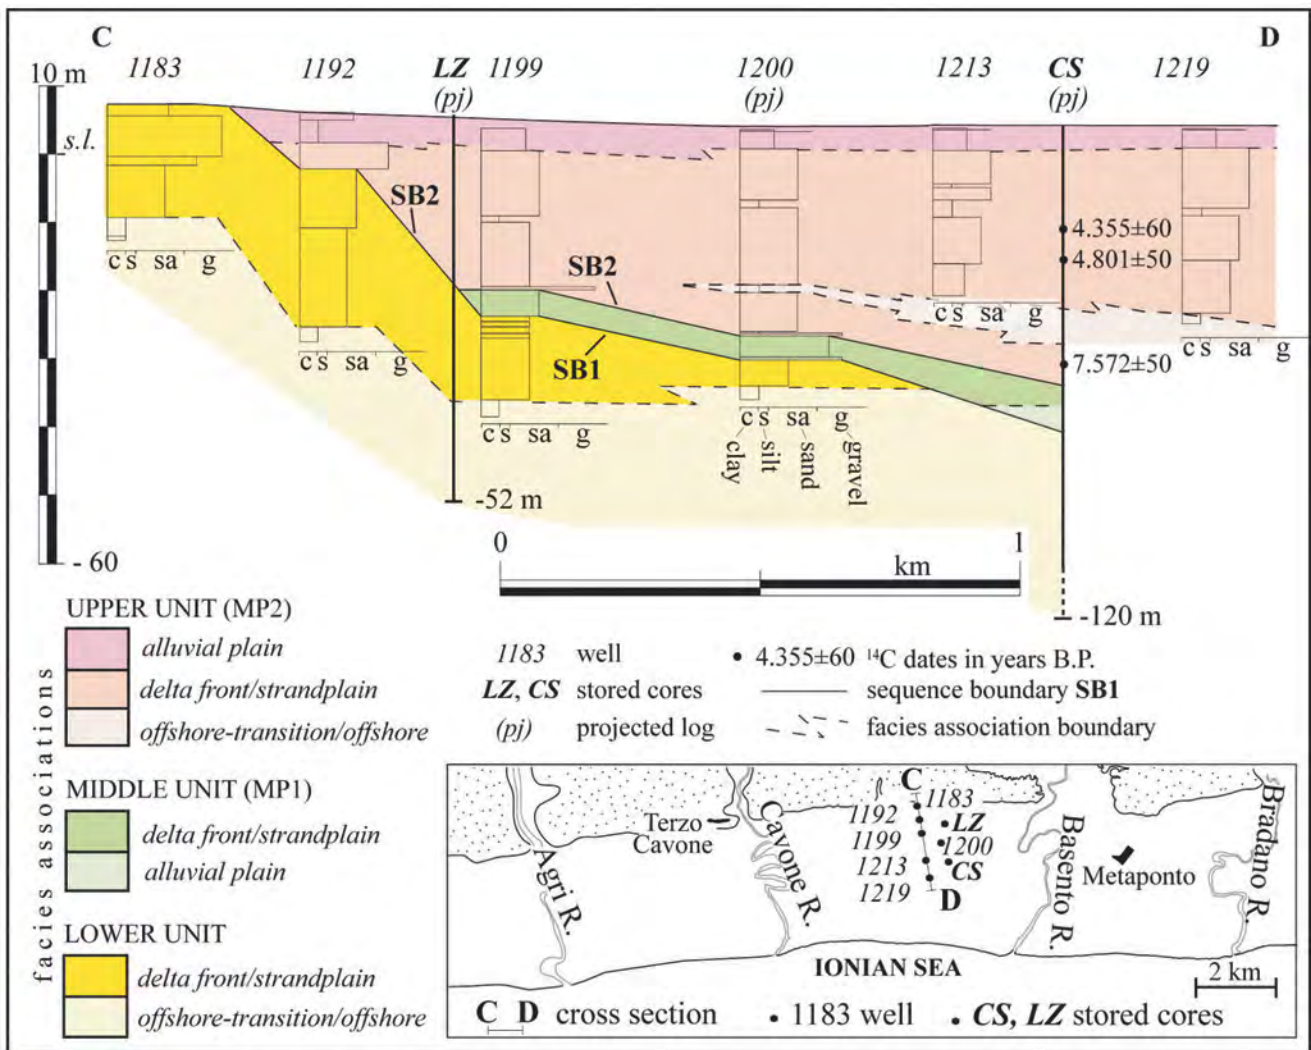 C D
1183 1192 LZ 1199 1200 1213 CS 1219
(pj) (pj) (pj)
10 m
s.l.
SB2
4.355±60
4.801±50
SB2
c s sa g
c s sa g
c s sa g
SB1
7.572±50
c s sa g
c s sa g
c s sa g
clay silt sand gravel
-52 m
- 60
0 1
km
-120 m
UPPER UNIT (MP2)
alluvial plain
delta front/strandplain
offshore-transition/offshore
MIDDLE UNIT (MP1)
delta front/strandplain
alluvial plain
LOWER UNIT
delta front/strandplain
offshore-transition/offshore
facies associations
1183 well
LZ, CS stored cores
(pj) projected log
4.355±60 ¹⁴C dates in years B.P.
sequence boundary SB1
facies association boundary
C
1183
1192
LZ
1199
1200
1213
CS
1219
D
Terzo
Cavone
Agri R.
Cavone R.
Basento R.
Metaponto
Bradano R.
IONIAN SEA
2 km
C D cross section • 1183 well • CS, LZ stored cores